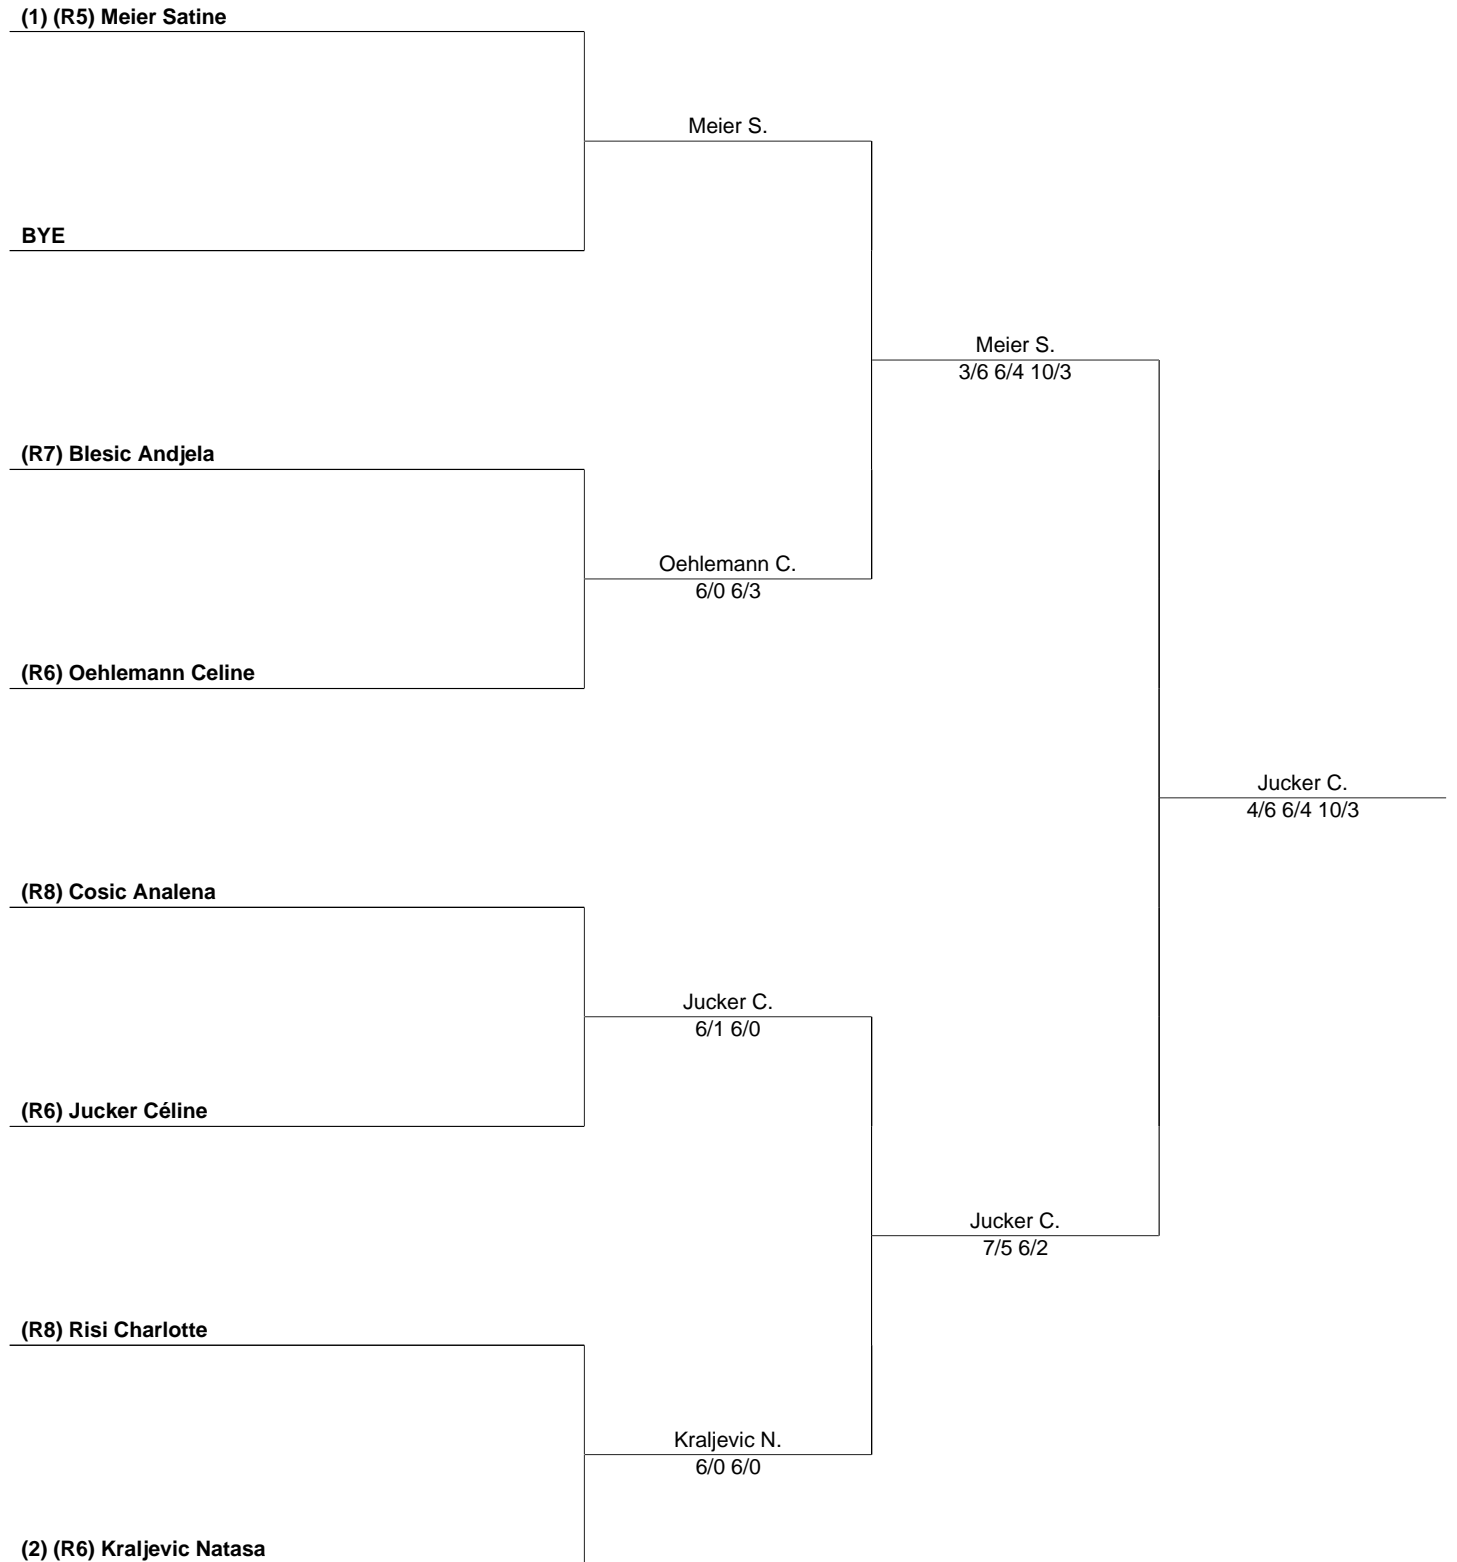 (1) (R5) Meier Satine
Meier S.
BYE
Meier S.
3/6 6/4 10/3
(R7) Blesic Andjela
Oehlemann C.
6/0 6/3
(R6) Oehlemann Celine
Jucker C.
4/6 6/4 10/3
(R8) Cosic Analena
Jucker C.
6/1 6/0
(R6) Jucker Céline
Jucker C.
7/5 6/2
(R8) Risi Charlotte
Kraljevic N.
6/0 6/0
(2) (R6) Kraljevic Natasa